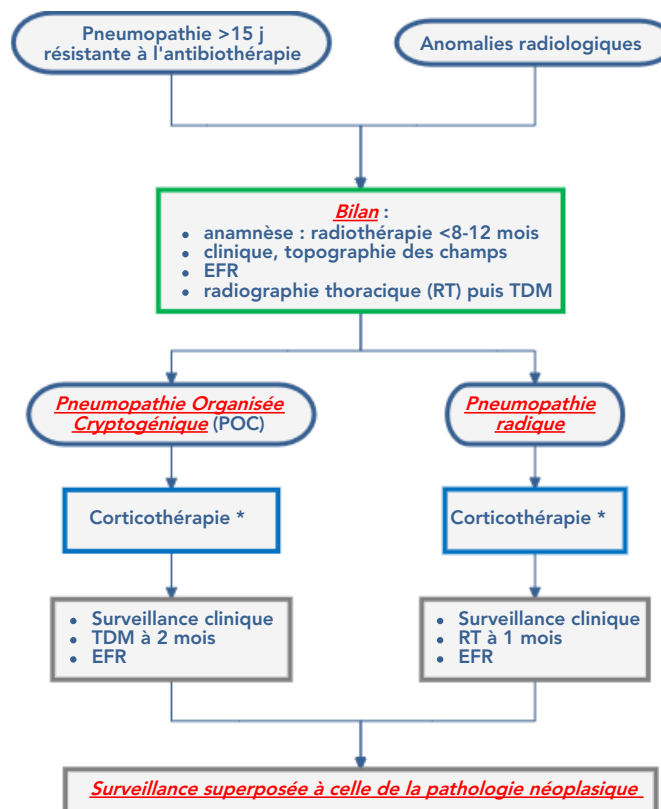 Pneumopathie >15 j
résistante à l'antibiothérapie
Anomalies radiologiques
Bilan :
• anamnèse : radiothérapie <8-12 mois
• clinique, topographie des champs
• EFR
• radiographie thoracique (RT) puis TDM
Pneumopathie Organisée
Cryptogénique (POC)
Pneumopathie
radique
Corticothérapie *
Corticothérapie *
• Surveillance clinique
• TDM à 2 mois
• EFR
• Surveillance clinique
• RT à 1 mois
• EFR
Surveillance superposée à celle de la pathologie néoplasique